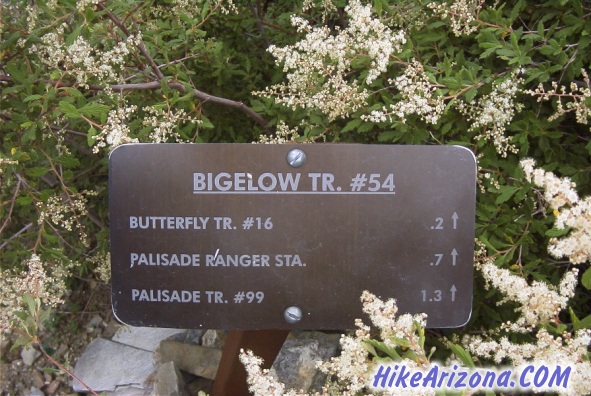 BIGELOW TR. #54
BUTTERFLY TR. #16 .2 ↑
PALISADE RANGER STA. .7 ↑
PALISADE TR. #99 1.3 ↑
HikeArizona.COM